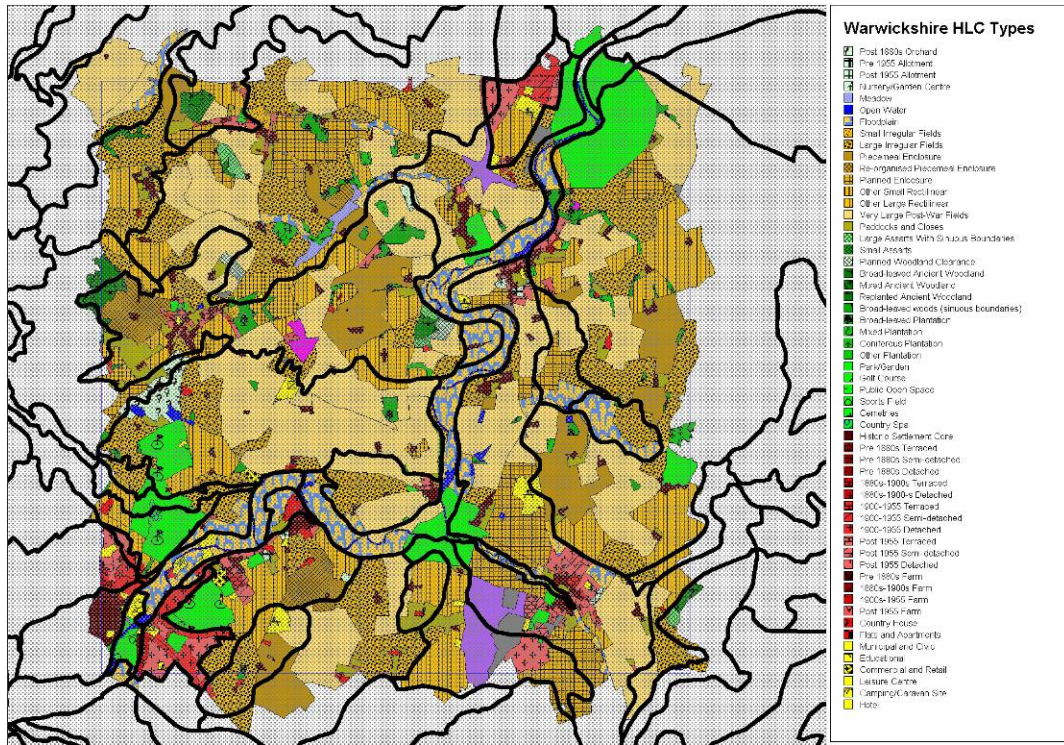 Warwickshire HLC Types
Post 1880s Orchard
Pre 1955 Allotment
Post 1955 Allotment
Nursery/Garden Centre
Meadow
Open Water
Floodplain
Small Irregular Fields
Large Irregular Fields
Piecemeal Enclosure
Re-organised Piecemeal Enclosure
Planned Enclosure
Other Small Rectilinear
Other Large Rectilinear
Very Large Post-War Fields
Paddocks and Closes
Large Assarts With Sinuous Boundaries
Small Assarts
Planned Woodland Clearance
Broad-leaved Ancient Woodland
Mixed Ancient Woodland
Replanted Ancient Woodland
Broad-leaved woods (sinuous boundaries)
Broad-leaved Plantation
Mixed Plantation
Coniferous Plantation
Other Plantation
Park/Garden
Golf Course
Public Open Space
Sports Field
Cemetries
Country Spa
Historic Settlement Core
Pre 1880s Terraced
Pre 1880s Semi-detached
Pre 1880s Detached
1880s-1900s Terraced
1880s-1900-s Detached
1900-1955 Terraced
1900-1955 Semi-detached
1900-1955 Detached
Post 1955 Terraced
Post 1955 Semi-detached
Post 1955 Detached
Pre 1880s Farm
1880s-1900s Farm
1900s-1955 Farm
Post 1955 Farm
Country House
Flats and Apartments
Municipal and Civic
Educational
Commercial and Retail
Leisure Centre
Camping/Caravan Site
Hotel